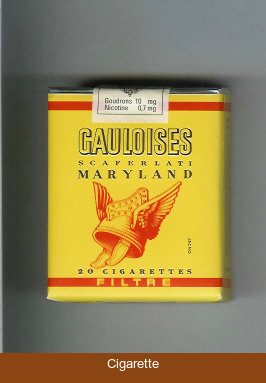 Goudrons 10 mg
Nicotine 0,7 mg
GAULOISES
SCAFERLATI
MARYLAND
20 CIGARETTES
FILTRE
Cigarette